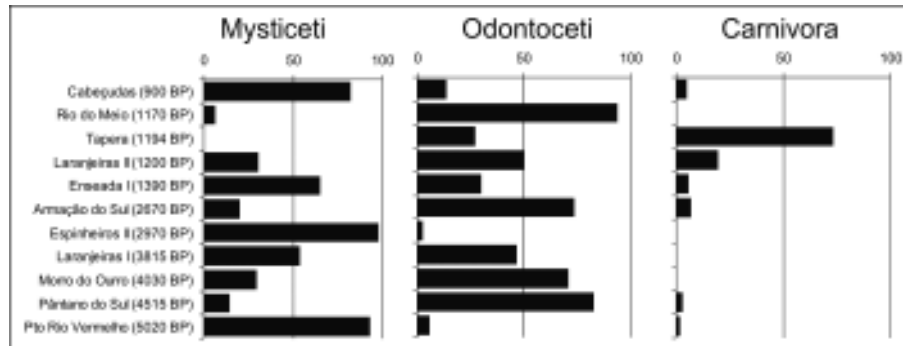 Mysticeti Odontoceti Carnivora
0 50 100 0 50 100 0 50 100
Cabeçudas (900 BP)
Rio do Meio (1170 BP)
Tapera (1194 BP)
Laranjeiras II (1200 BP)
Enseada I (1390 BP)
Armação do Sul (2670 BP)
Espinheiros II (2970 BP)
Laranjeiras I (3815 BP)
Morro do Ouro (4030 BP)
Pântano do Sul (4515 BP)
Pto Rio Vermelho (5020 BP)